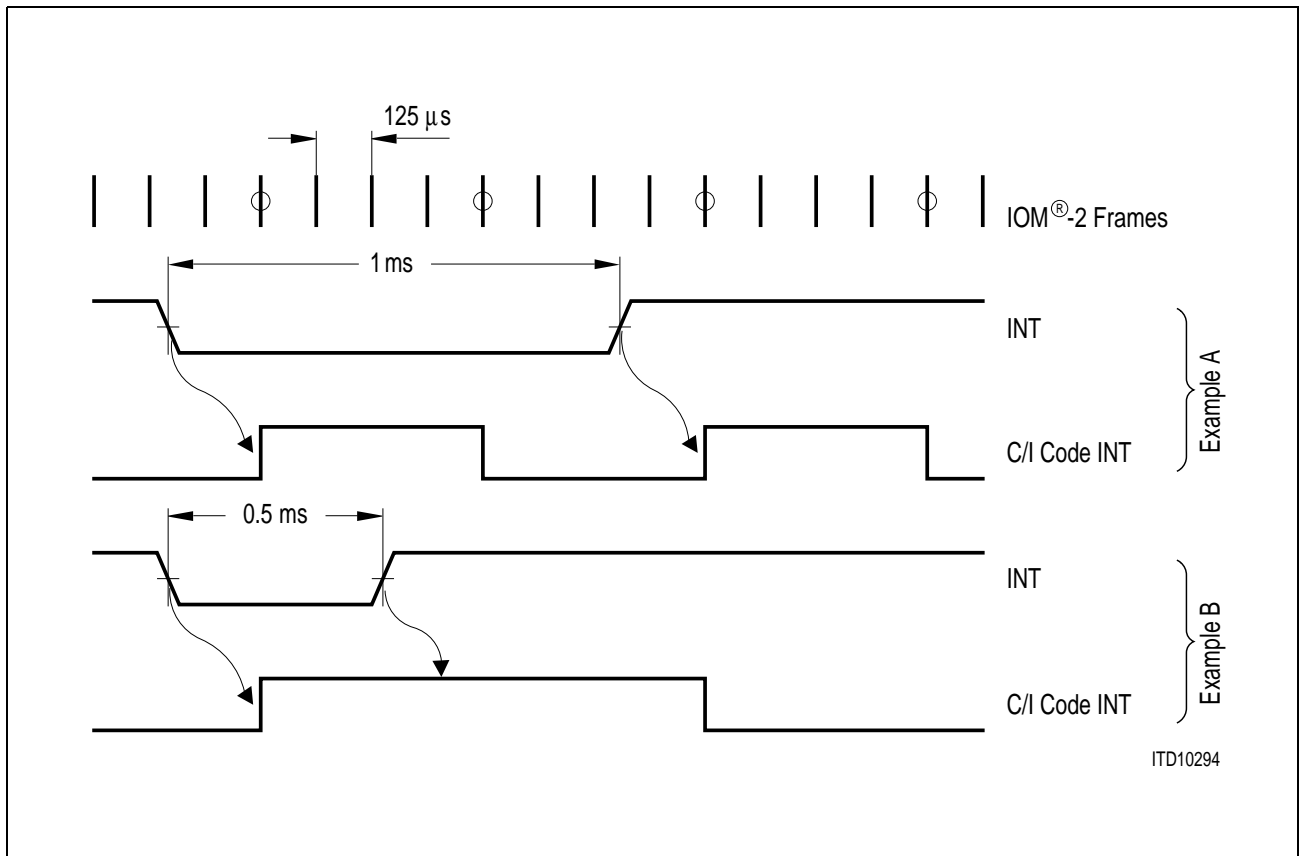 125 µs
IOM®-2 Frames
1 ms
INT
C/I Code INT
Example A
0.5 ms
INT
C/I Code INT
Example B
ITD10294